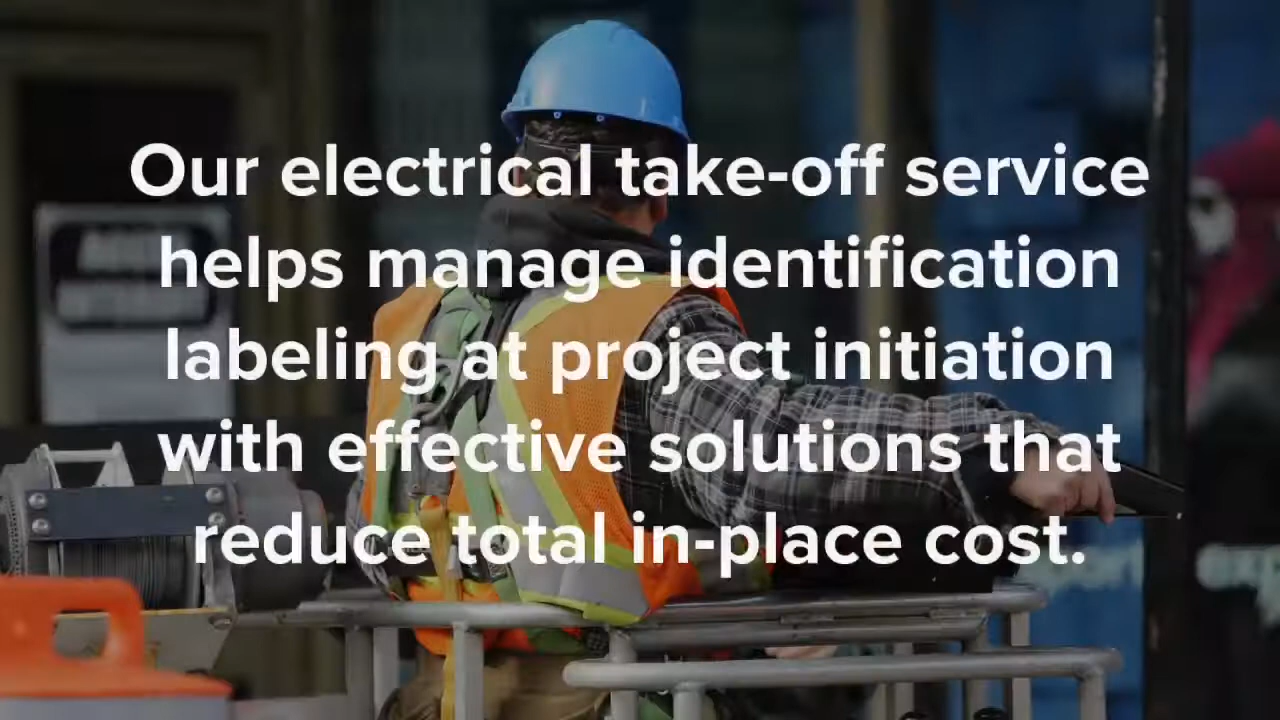 Our electrical take-off service
helps manage identification
labeling at project initiation
with effective solutions that
reduce total in-place cost.